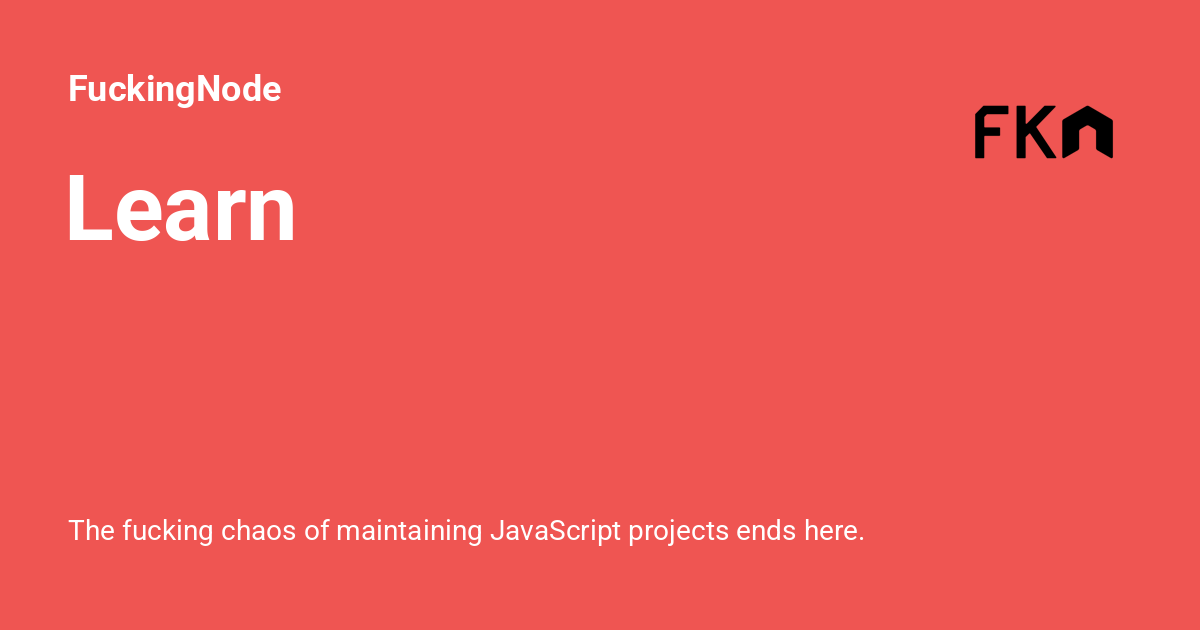 FuckingNode
FKn
Learn
The fucking chaos of maintaining JavaScript projects ends here.